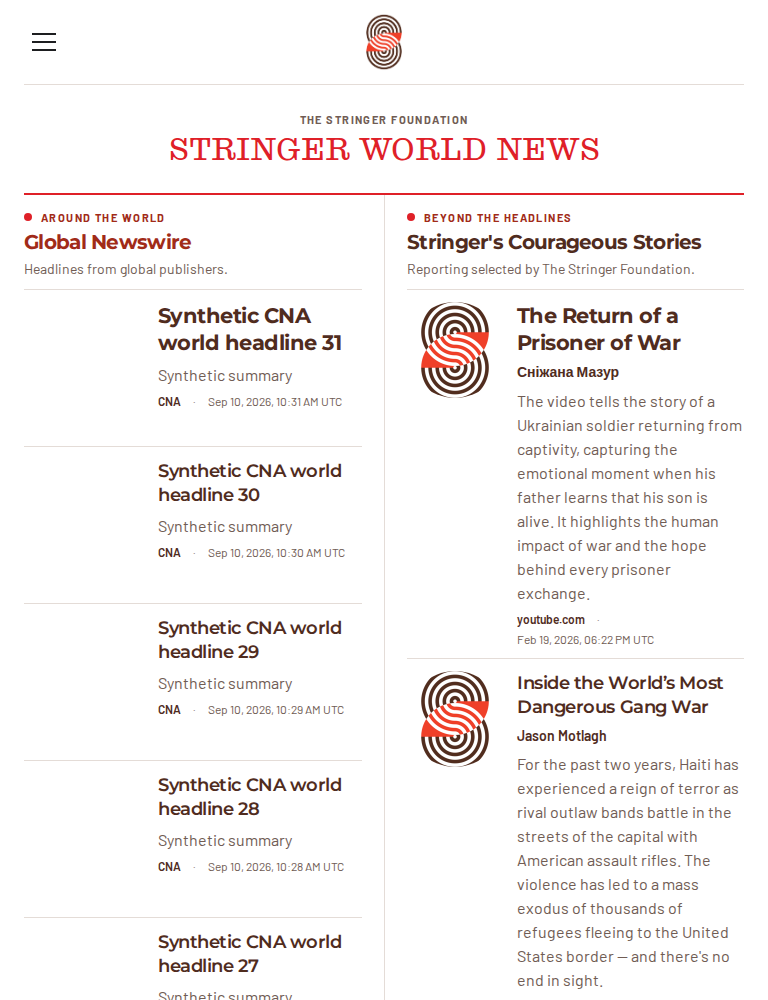 THE STRINGER FOUNDATION
STRINGER WORLD NEWS
AROUND THE WORLD
Global Newswire
Headlines from global publishers.
Synthetic CNA
world headline 31
Synthetic summary
CNA · Sep 10, 2026, 10:31 AM UTC
Synthetic CNA world
headline 30
Synthetic summary
CNA · Sep 10, 2026, 10:30 AM UTC
Synthetic CNA world
headline 29
Synthetic summary
CNA · Sep 10, 2026, 10:29 AM UTC
Synthetic CNA world
headline 28
Synthetic summary
CNA · Sep 10, 2026, 10:28 AM UTC
Synthetic CNA world
headline 27
Synthetic summary
BEYOND THE HEADLINES
Stringer's Courageous Stories
Reporting selected by The Stringer Foundation.
The Return of a
Prisoner of War
Сніжана Мазур
The video tells the story of a
Ukrainian soldier returning from
captivity, capturing the
emotional moment when his
father learns that his son is
alive. It highlights the human
impact of war and the hope
behind every prisoner
exchange.
youtube.com ·
Feb 19, 2026, 06:22 PM UTC
Inside the World’s Most
Dangerous Gang War
Jason Motlagh
For the past two years, Haiti has
experienced a reign of terror as
rival outlaw bands battle in the
streets of the capital with
American assault rifles. The
violence has led to a mass
exodus of thousands of
refugees fleeing to the United
States border — and there's no
end in sight.